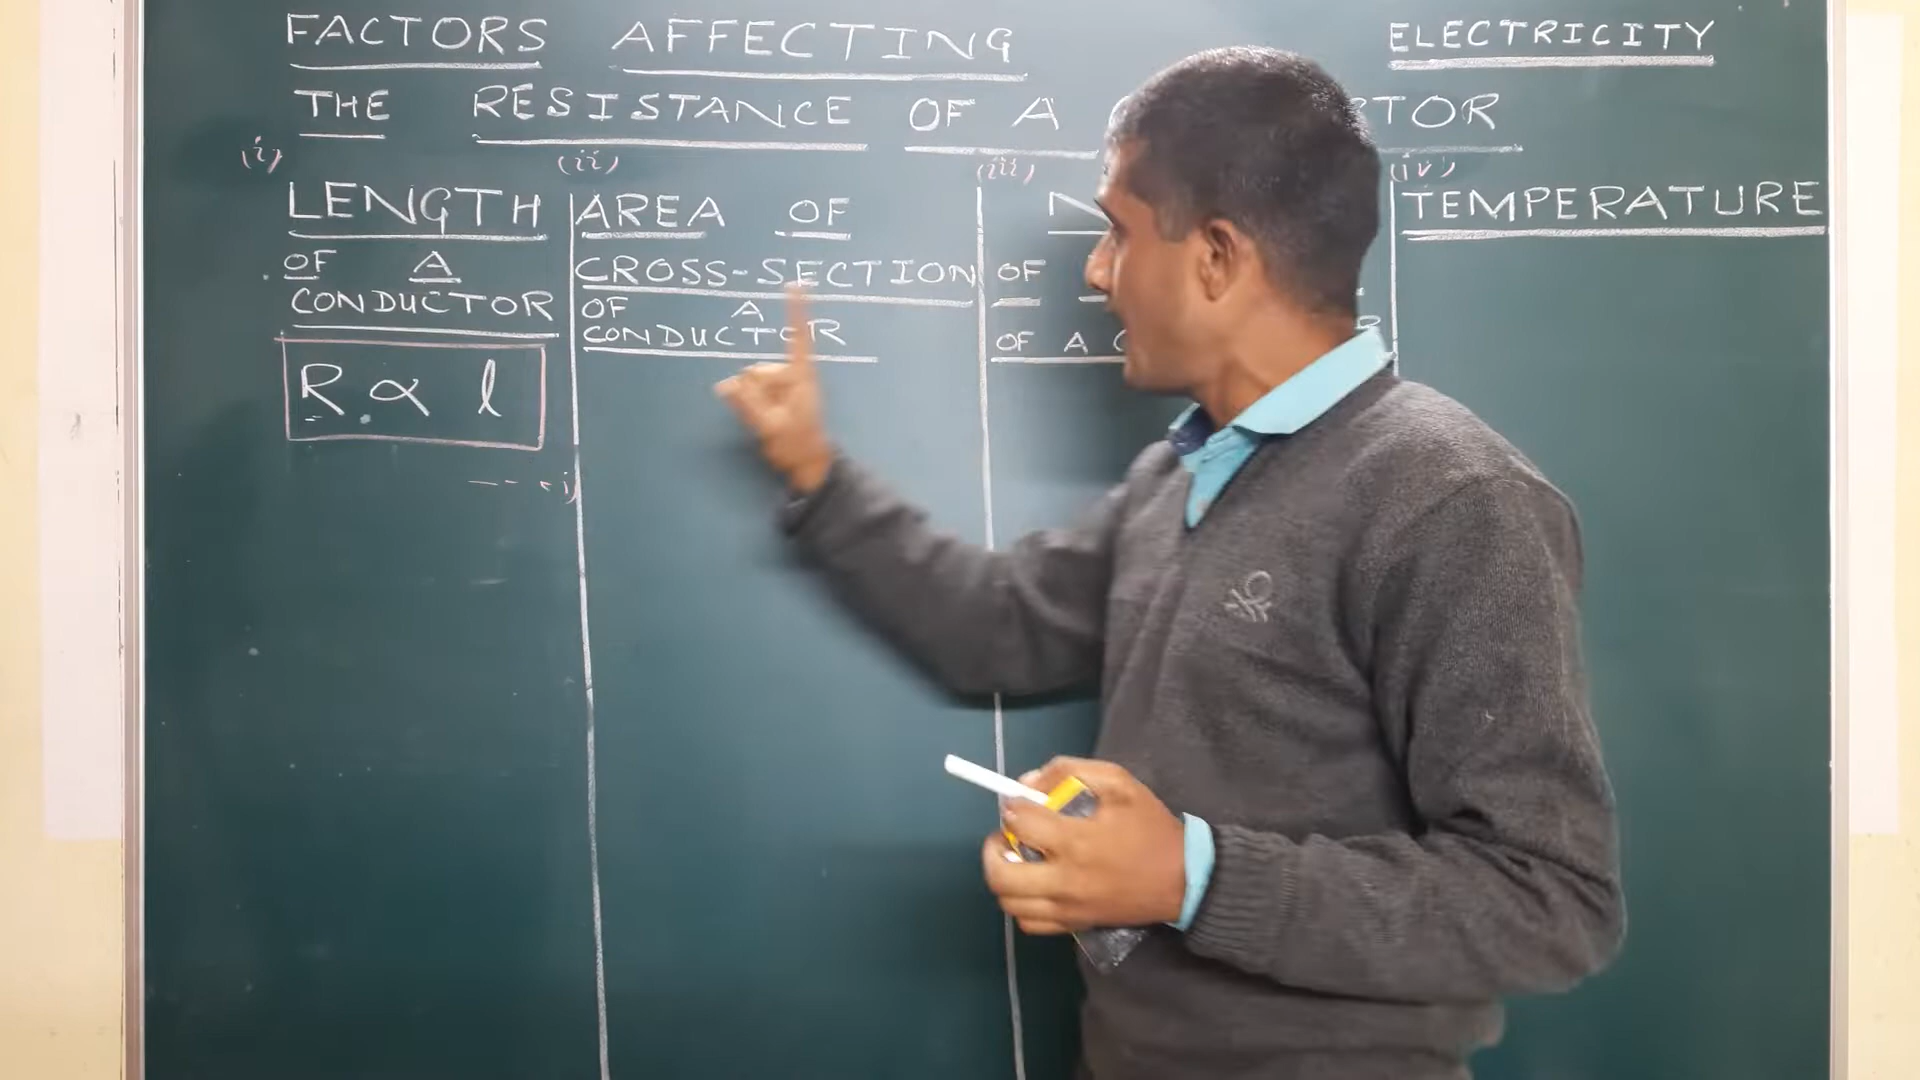 FACTORS AFFECTING
ELECTRICITY
THE RESISTANCE OF A
TOR
(i)
LENGTH
OF A
CONDUCTOR
R ∝ l
--- (i)
(ii)
AREA OF
CROSS-SECTION
OF A
CONDUCTOR
(iii)
N
OF
OF A C
R
(iv)
TEMPERATURE